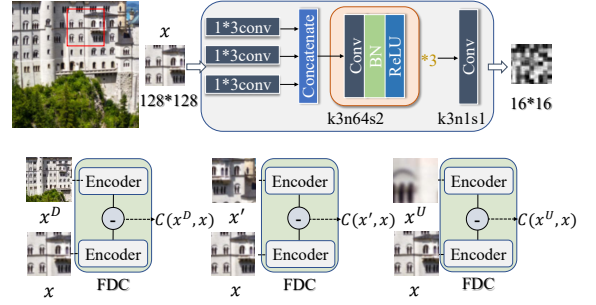 x
128*128
1*3conv
1*3conv
1*3conv
Concatenate
Conv
BN
ReLU
*3
k3n64s2
Conv
k3n1s1
16*16
Encoder
-
Encoder
x^D
x
C(x^D, x)
FDC
Encoder
-
Encoder
x′
x
C(x′, x)
FDC
Encoder
-
Encoder
x^U
x
C(x^U, x)
FDC